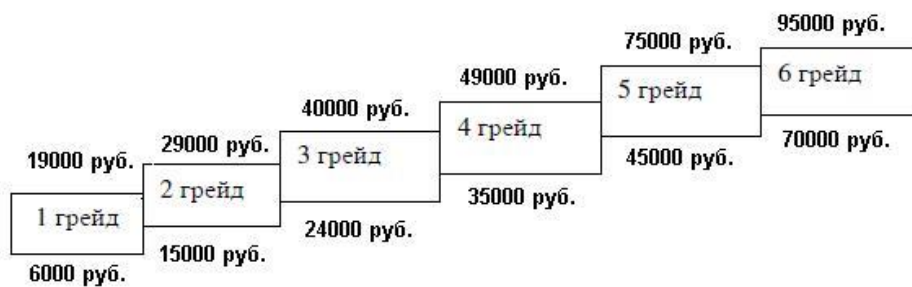 95000 руб.
75000 руб.
6 грейд
49000 руб.
5 грейд
40000 руб.
4 грейд
70000 руб.
29000 руб.
3 грейд
45000 руб.
19000 руб.
2 грейд
35000 руб.
1 грейд
24000 руб.
15000 руб.
6000 руб.